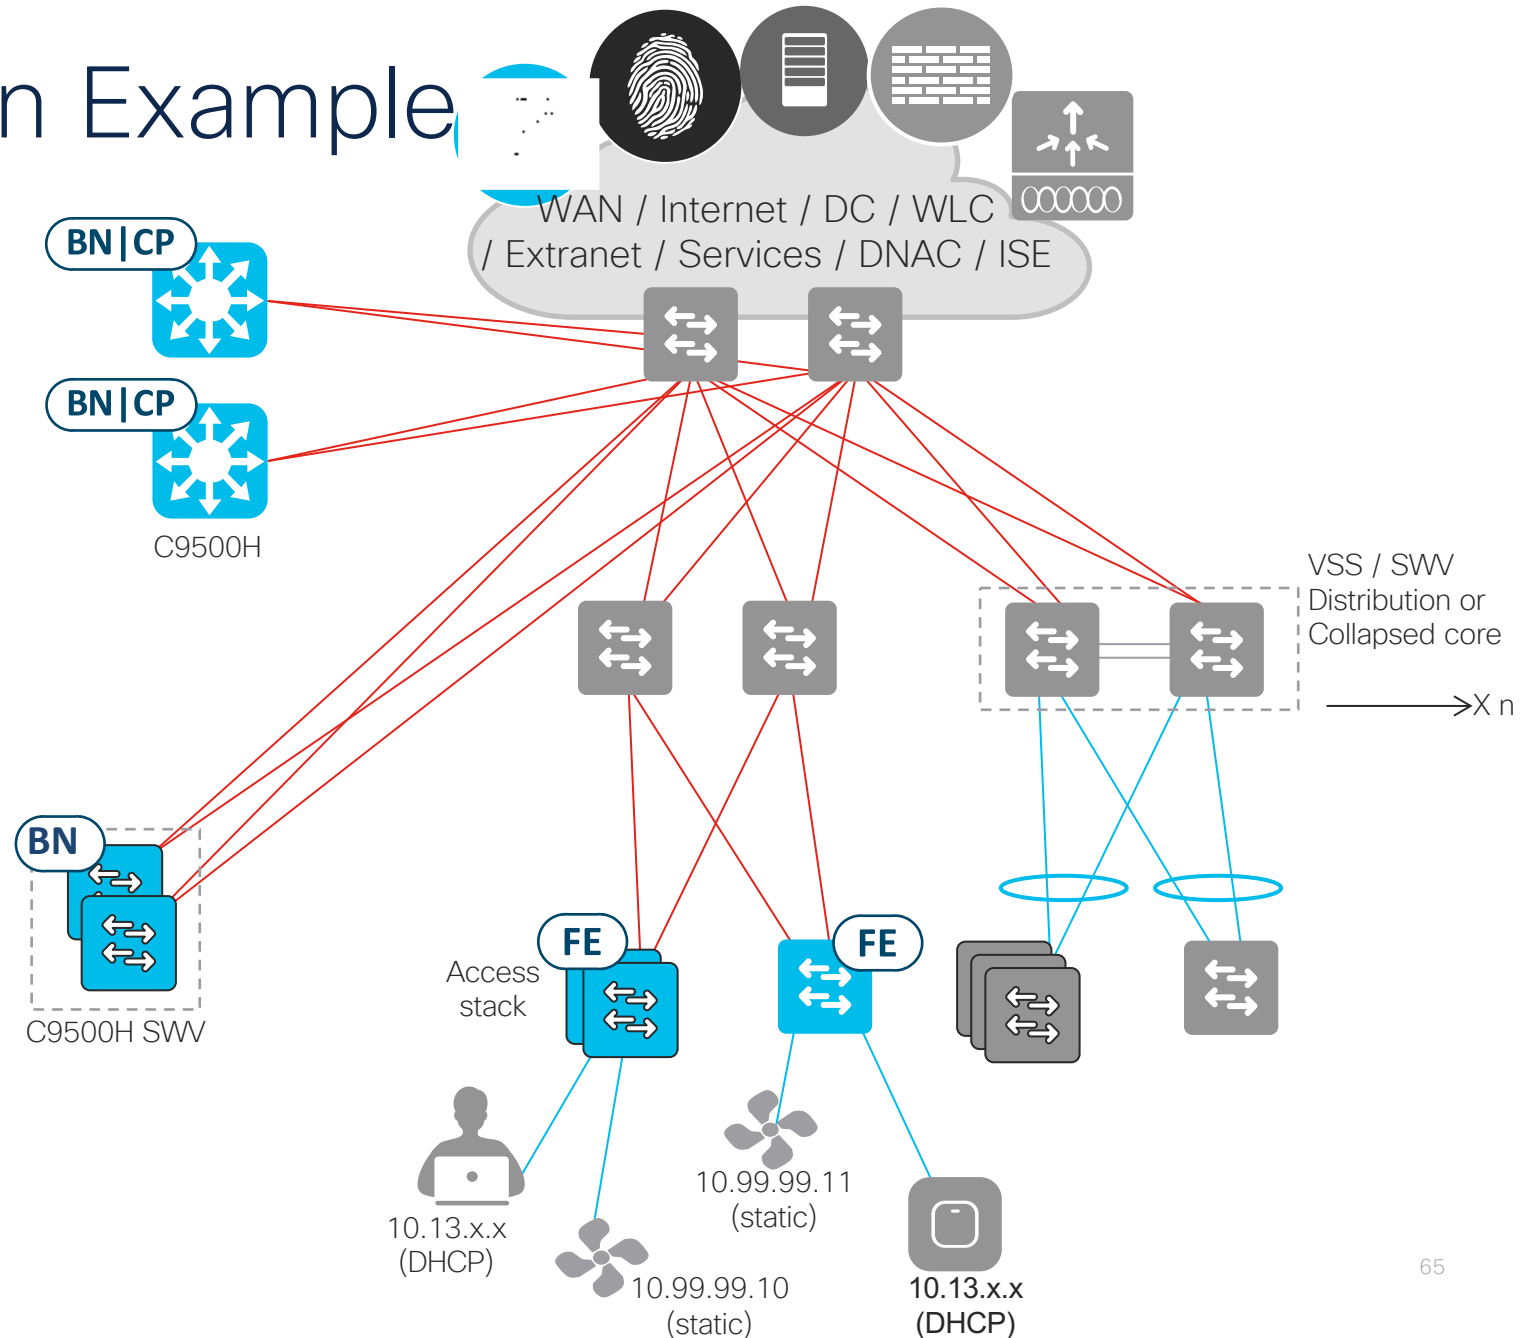 n Example
WAN / Internet / DC / WLC
/ Extranet / Services / DNAC / ISE
BN|CP
BN|CP
C9500H
VSS / SWV
Distribution or
Collapsed core
X n
BN
C9500H SWV
FE
FE
Access
stack
10.13.x.x
(DHCP)
10.99.99.10
(static)
10.99.99.11
(static)
10.13.x.x
(DHCP)
65